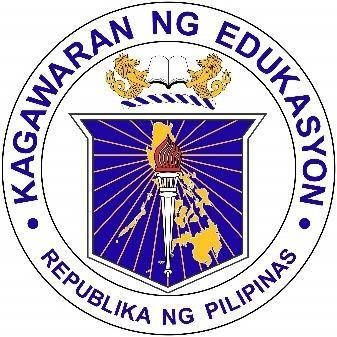 KAGAWARAN NG EDUKASYON
REPUBLIKA NG PILIPINAS